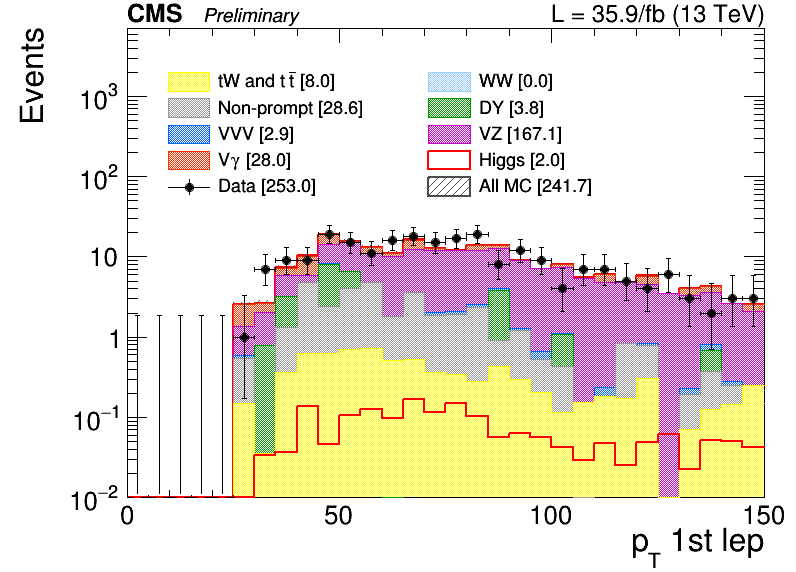 CMS Preliminary L = 35.9/fb (13 TeV)
Events
tW and t t̄ [8.0] WW [0.0]
Non-prompt [28.6] DY [3.8]
VVV [2.9] VZ [167.1]
Vγ [28.0] Higgs [2.0]
Data [253.0] All MC [241.7]
10³
10²
10
1
10⁻¹
10⁻²
0 50 100 150
p_T 1st lep